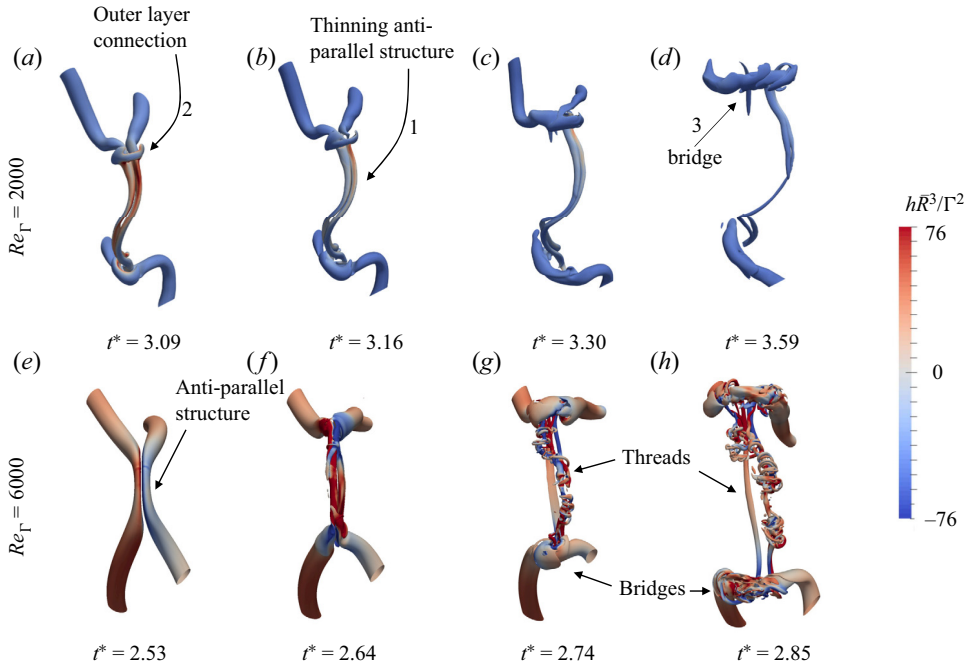 Outer layer
connection
Thinning anti-
parallel structure
(a)
(b)
(c)
(d)
2
1
3
bridge
Re_Γ = 2000
hR̄³/Γ²
76
0
−76
t* = 3.09
t* = 3.16
t* = 3.30
t* = 3.59
(e)
(f)
(g)
(h)
Anti-parallel
structure
Threads
Re_Γ = 6000
Bridges
t* = 2.53
t* = 2.64
t* = 2.74
t* = 2.85